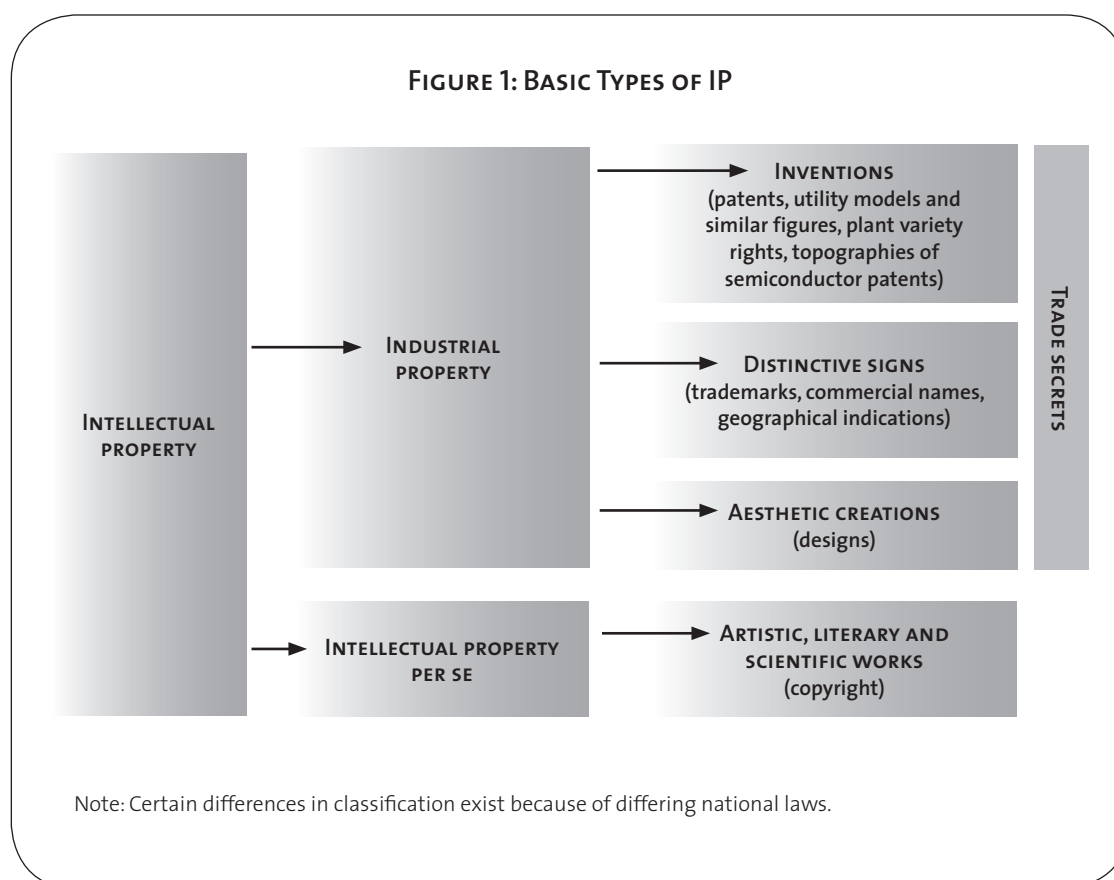 FIGURE 1: BASIC TYPES OF IP
INTELLECTUAL
PROPERTY
INDUSTRIAL
PROPERTY
INTELLECTUAL PROPERTY
PER SE
INVENTIONS
(patents, utility models and
similar figures, plant variety
rights, topographies of
semiconductor patents)
DISTINCTIVE SIGNS
(trademarks, commercial names,
geographical indications)
AESTHETIC CREATIONS
(designs)
ARTISTIC, LITERARY AND
SCIENTIFIC WORKS
(copyright)
TRADE SECRETS
Note: Certain differences in classification exist because of differing national laws.